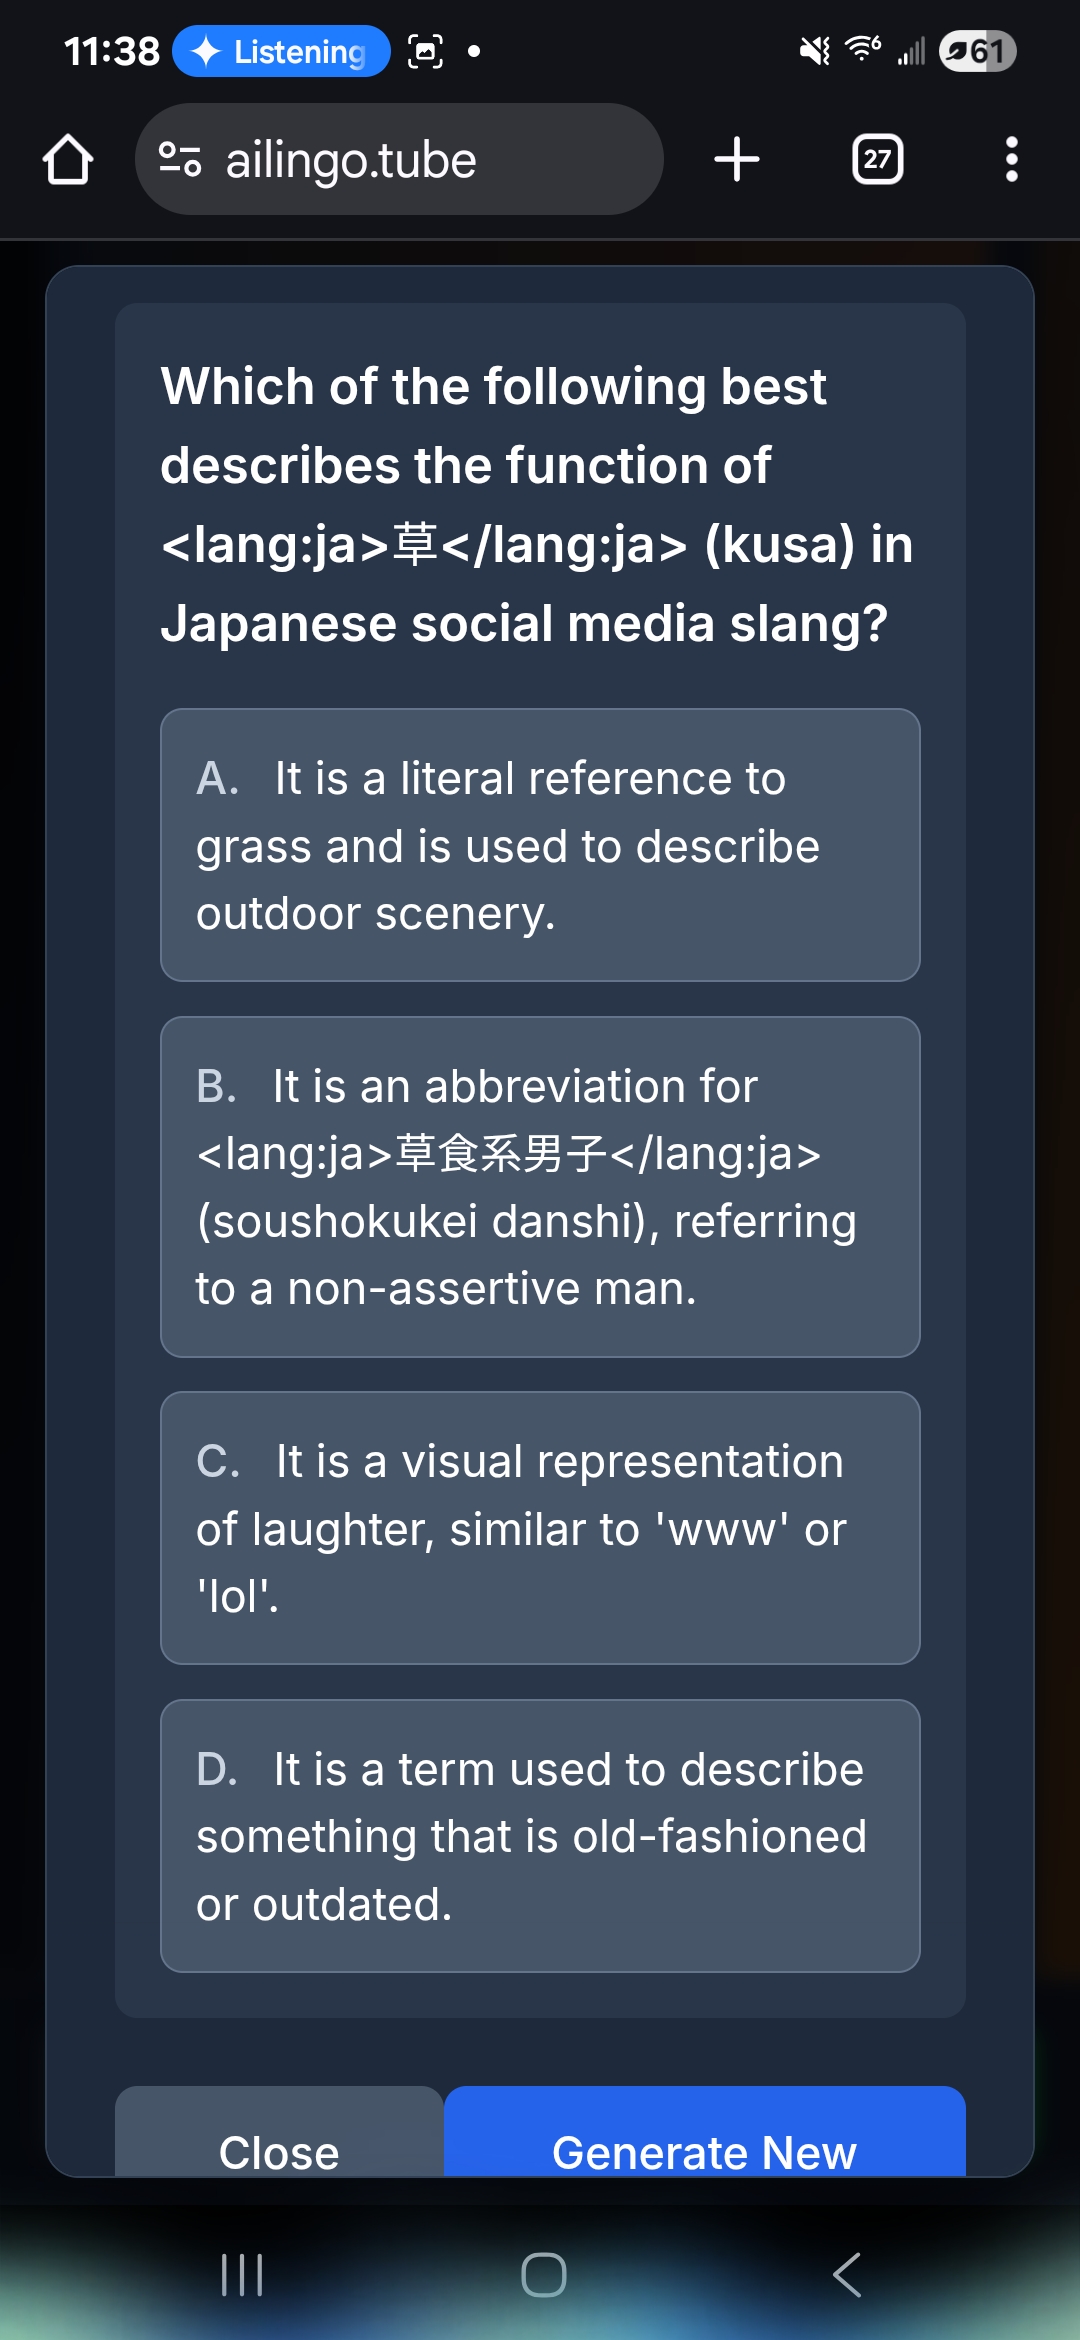 11:38 Listening 61
ailingo.tube 27
Which of the following best
describes the function of
<lang:ja>草</lang:ja> (kusa) in
Japanese social media slang?
A. It is a literal reference to
grass and is used to describe
outdoor scenery.
B. It is an abbreviation for
<lang:ja>草食系男子</lang:ja>
(soushokukei danshi), referring
to a non-assertive man.
C. It is a visual representation
of laughter, similar to 'www' or
'lol'.
D. It is a term used to describe
something that is old-fashioned
or outdated.
Close Generate New